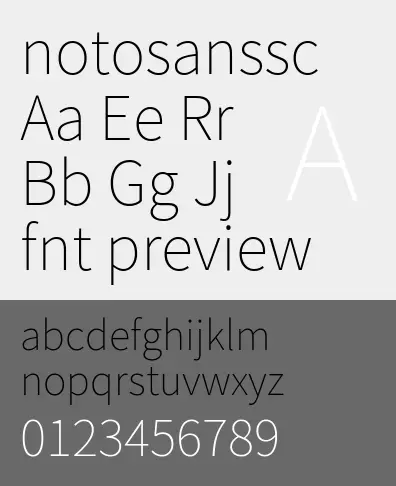 notosanssc
Aa Ee Rr
A
Bb Gg Jj
fnt preview
abcdefghijklm
nopqrstuvwxyz
0123456789